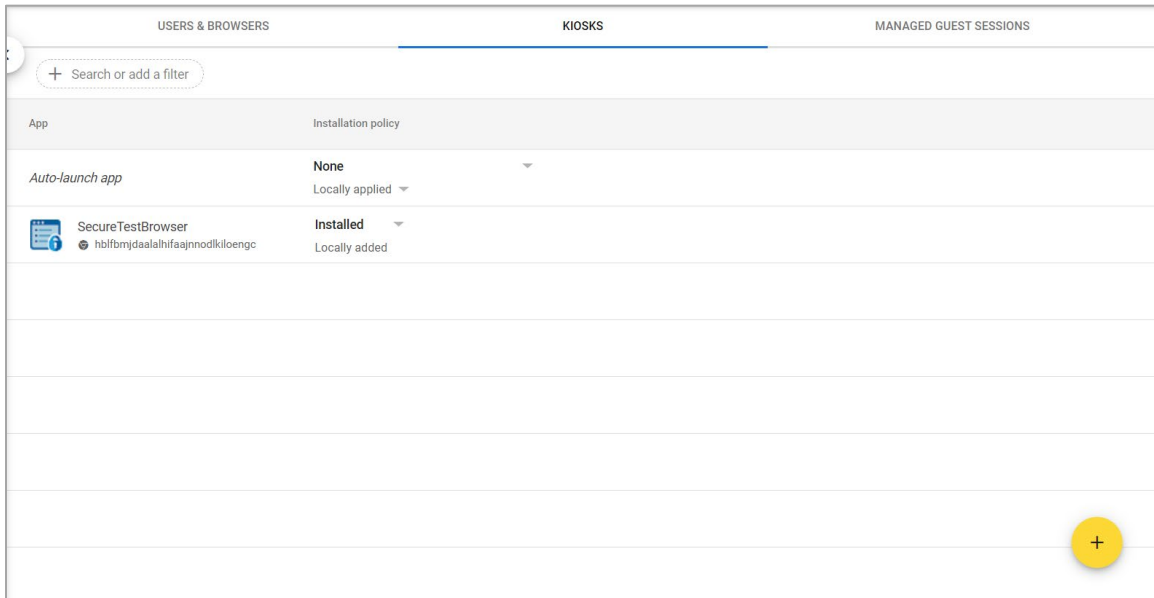 USERS & BROWSERS KIOSKS MANAGED GUEST SESSIONS
+ Search or add a filter
App Installation policy
Auto-launch app
None
Locally applied
SecureTestBrowser
hblfbmjdaalalhifaajnnodlkiloengc
Installed
Locally added
+